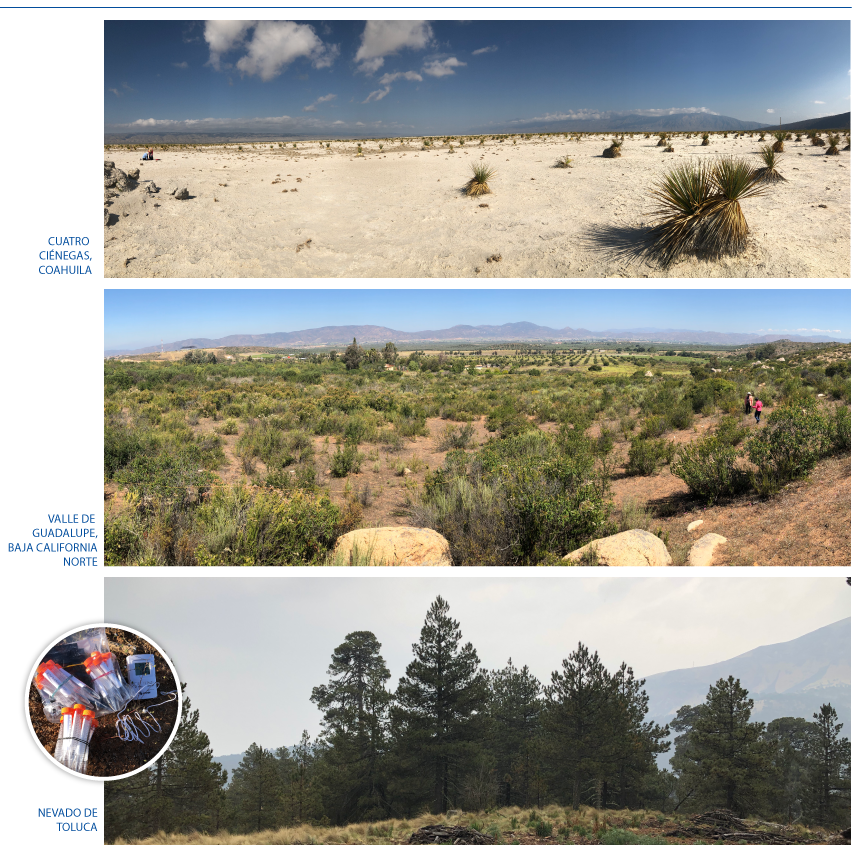 CUATRO
CIÉNEGAS,
COAHUILA
VALLE DE
GUADALUPE,
BAJA CALIFORNIA
NORTE
NEVADO DE
TOLUCA